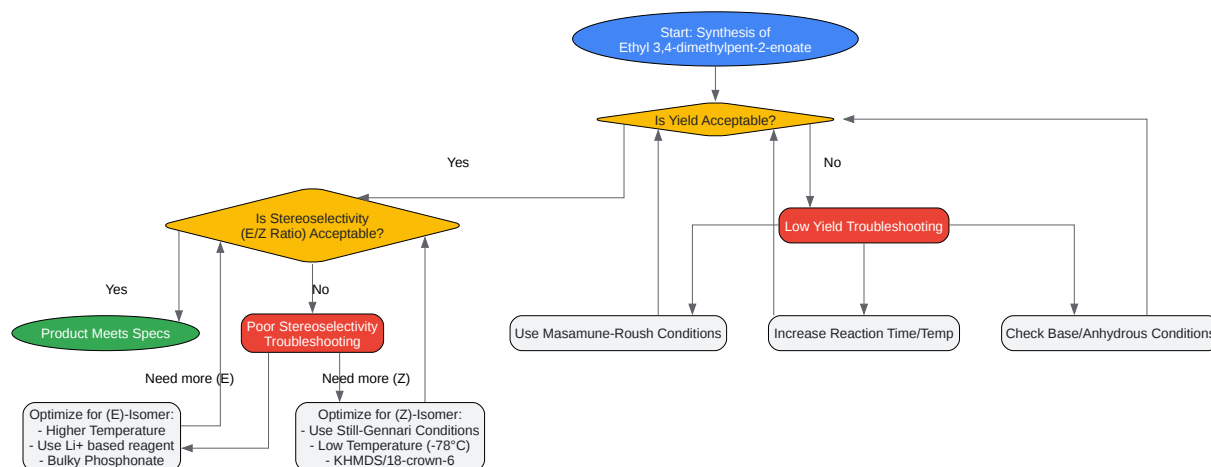 Start: Synthesis of
Ethyl 3,4-dimethylpent-2-enoate
Is Yield Acceptable?
Yes
No
Is Stereoselectivity
(E/Z Ratio) Acceptable?
Low Yield Troubleshooting
Yes
No
Product Meets Specs
Poor Stereoselectivity
Troubleshooting
Use Masamune-Roush Conditions
Increase Reaction Time/Temp
Check Base/Anhydrous Conditions
Need more (E)
Need more (Z)
Optimize for (E)-Isomer:
- Higher Temperature
- Use Li+ based reagent
- Bulky Phosphonate
Optimize for (Z)-Isomer:
- Use Still-Gennari Conditions
- Low Temperature (-78°C)
- KHMDS/18-crown-6